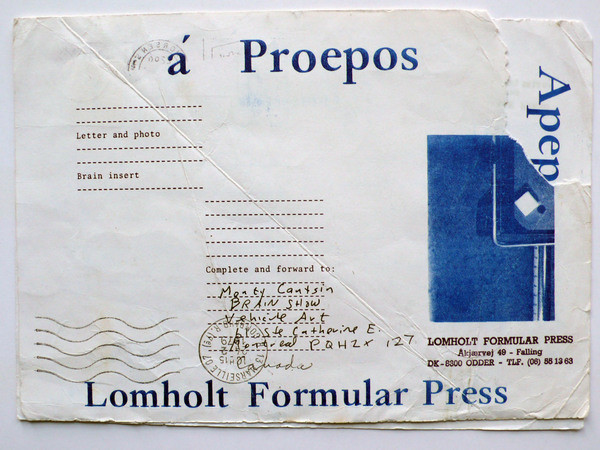 á Proepos
Apep
Letter and photo
Brain insert
Complete and forward to:
Monty Cantsin
BRAIN SHOW
Vehicle Art
Ste Catherine E.
Montreal PQ H2X 127
Canada
LOMHOLT FORMULAR PRESS
Åkjærvej 49 - Falling
DK-8300 ODDER - TLF. (06) 55 13 63
Lomholt Formular Press